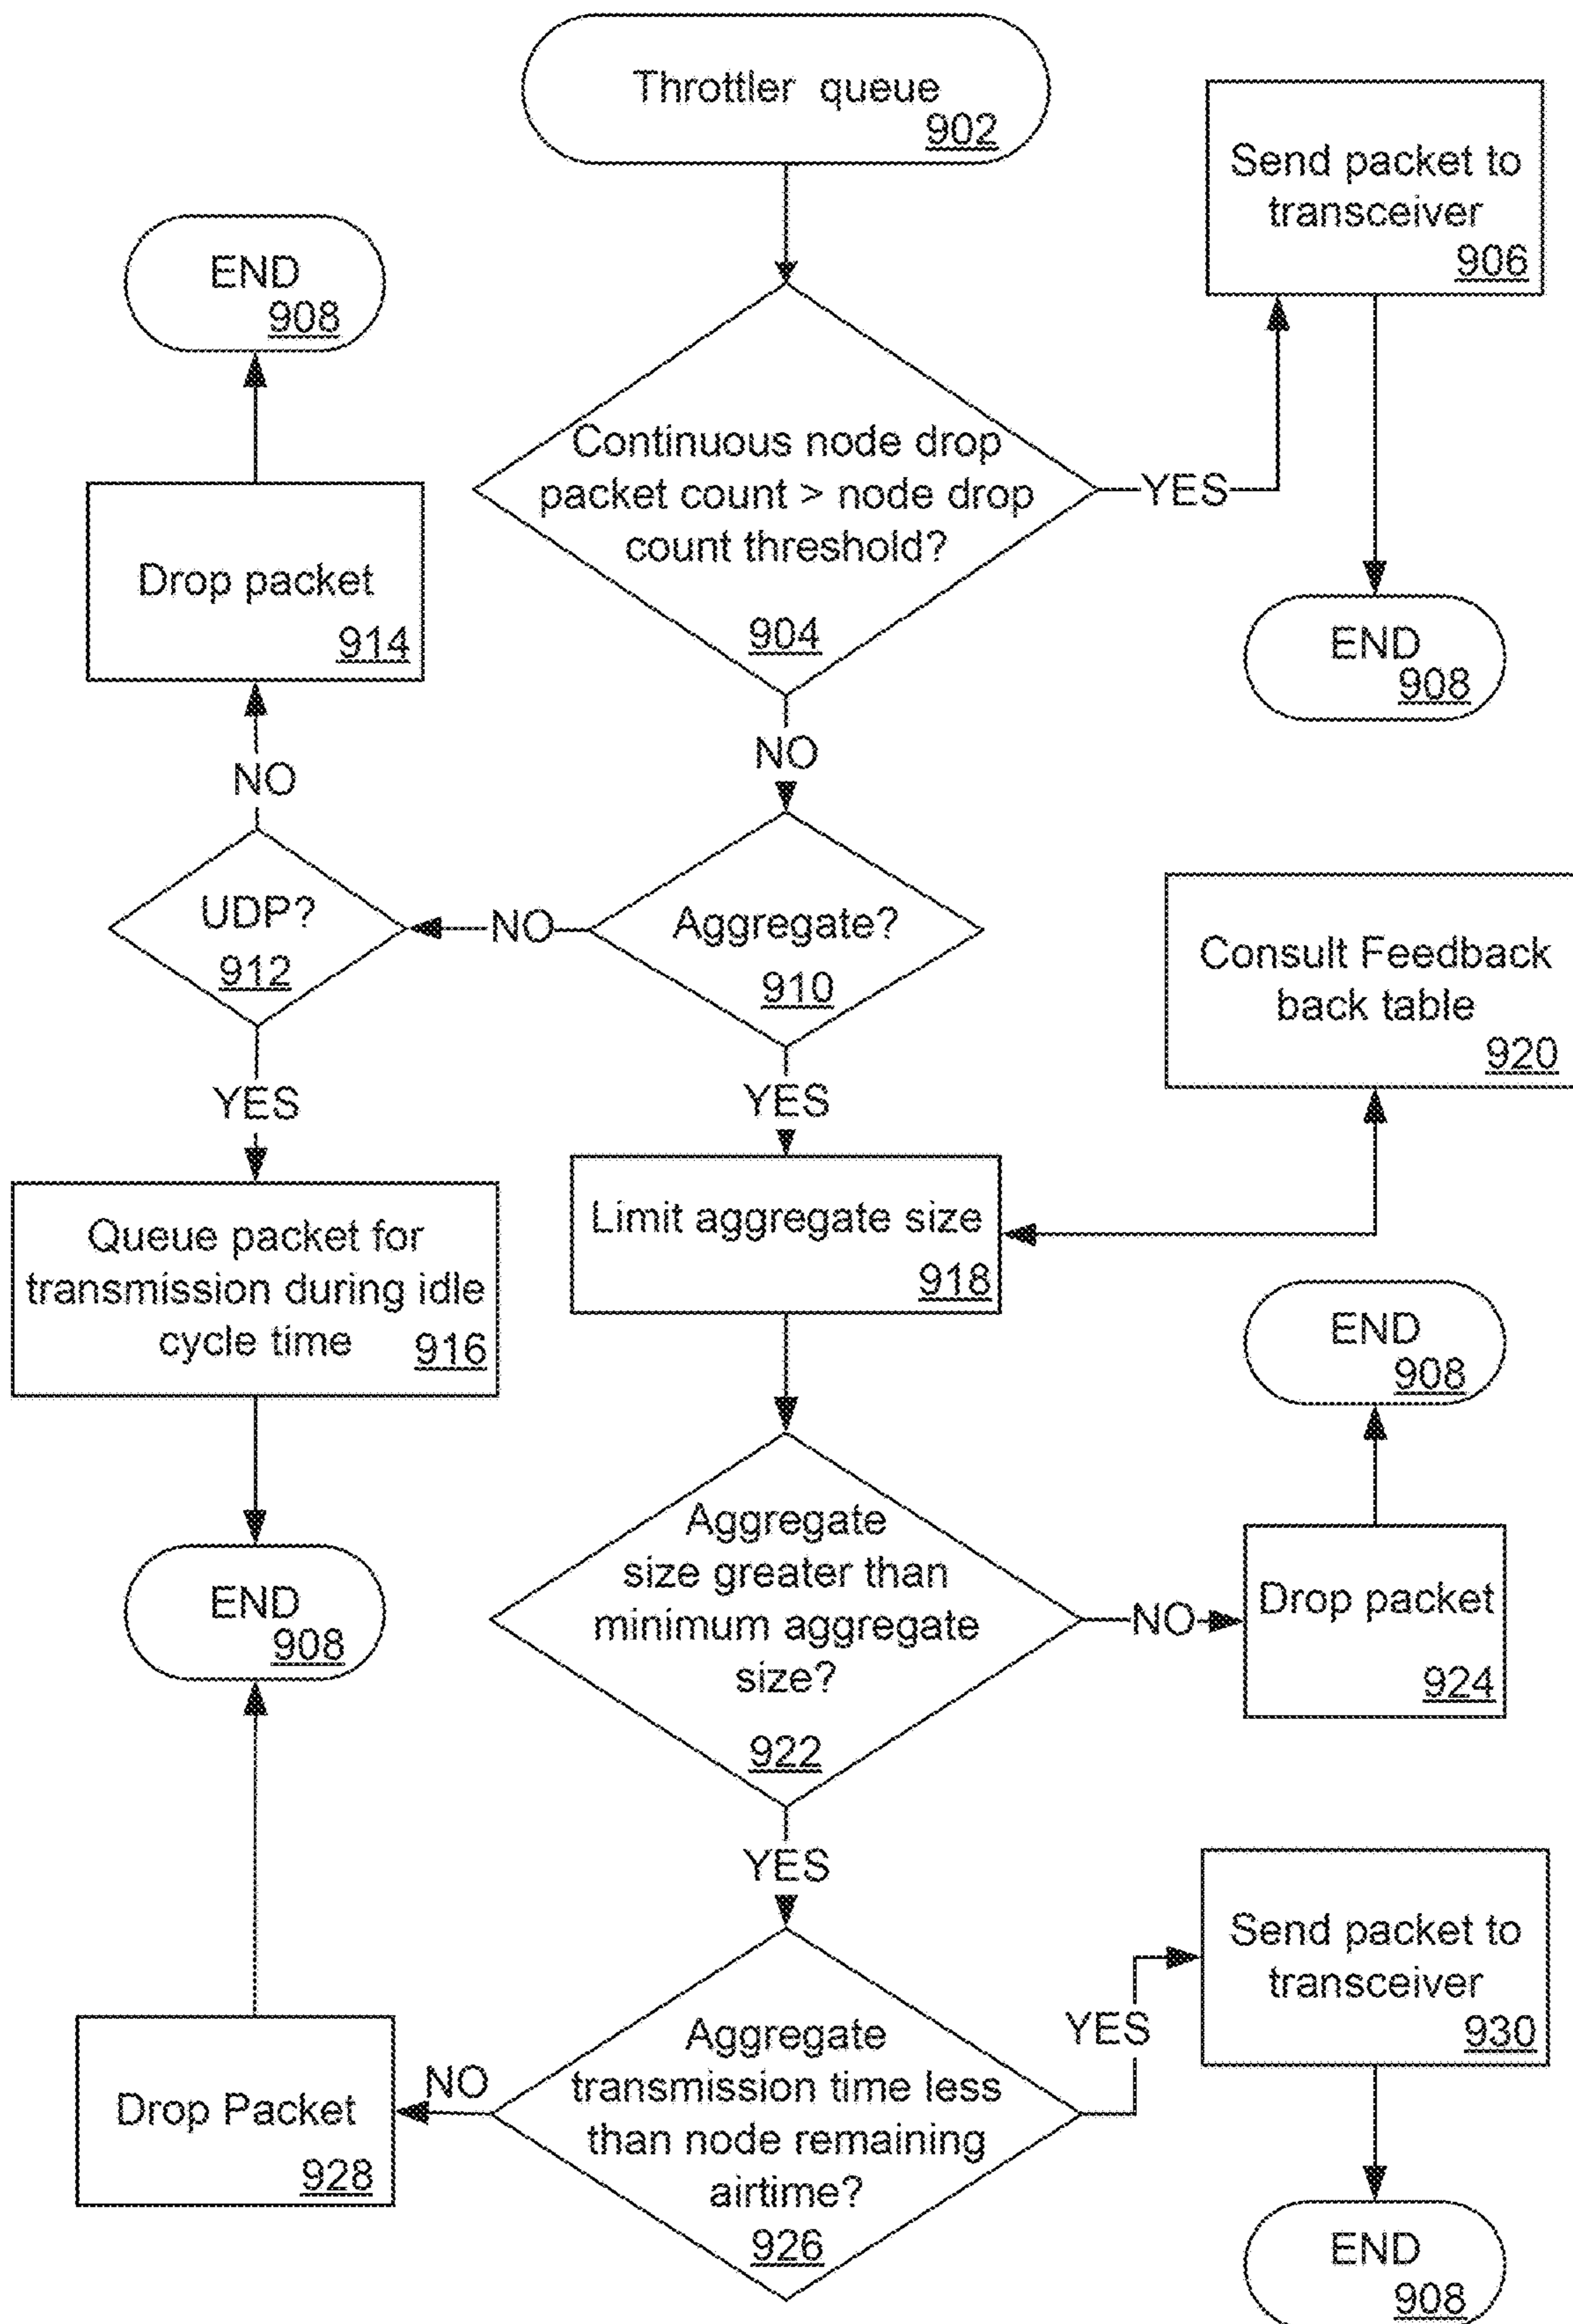 Throttler queue
902
Send packet to
transceiver
906
END
908
Continuous node drop
packet count > node drop
count threshold?
904
YES
Drop packet
914
END
908
NO
NO
UDP?
912
NO
Aggregate?
910
Consult Feedback
back table
920
YES
YES
Queue packet for
transmission during idle
cycle time 916
Limit aggregate size
918
END
908
Aggregate
size greater than
minimum aggregate
size?
922
NO
Drop packet
924
END
908
YES
Send packet to
transceiver
930
YES
Aggregate
transmission time less
than node remaining
airtime?
926
NO
Drop Packet
928
END
908